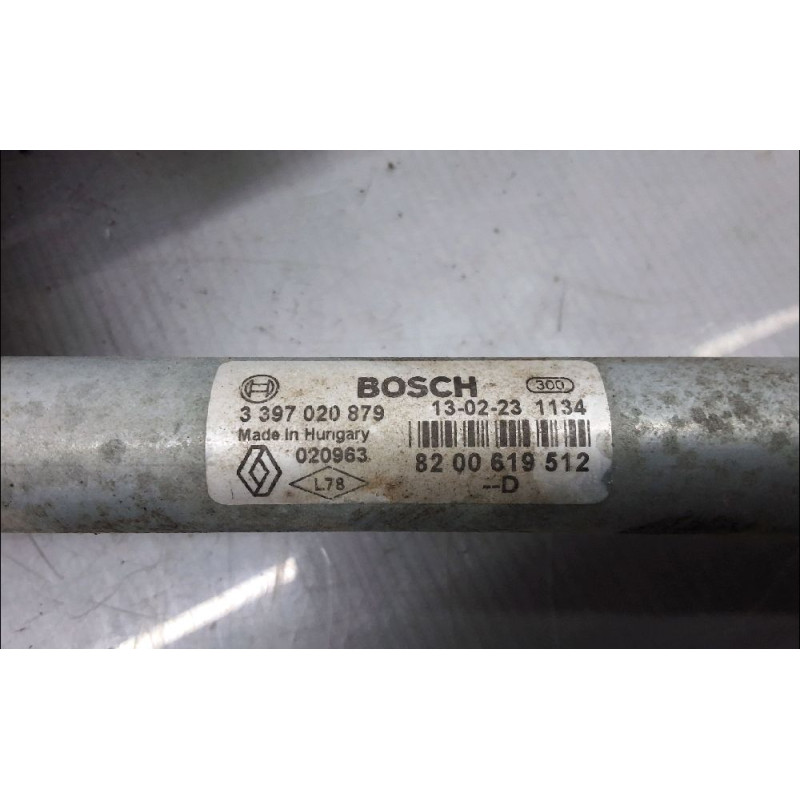 BOSCH 300
3 397 020 879 13-02-23 1134
Made in Hungary
020963 82 00 619 512
L78 --D